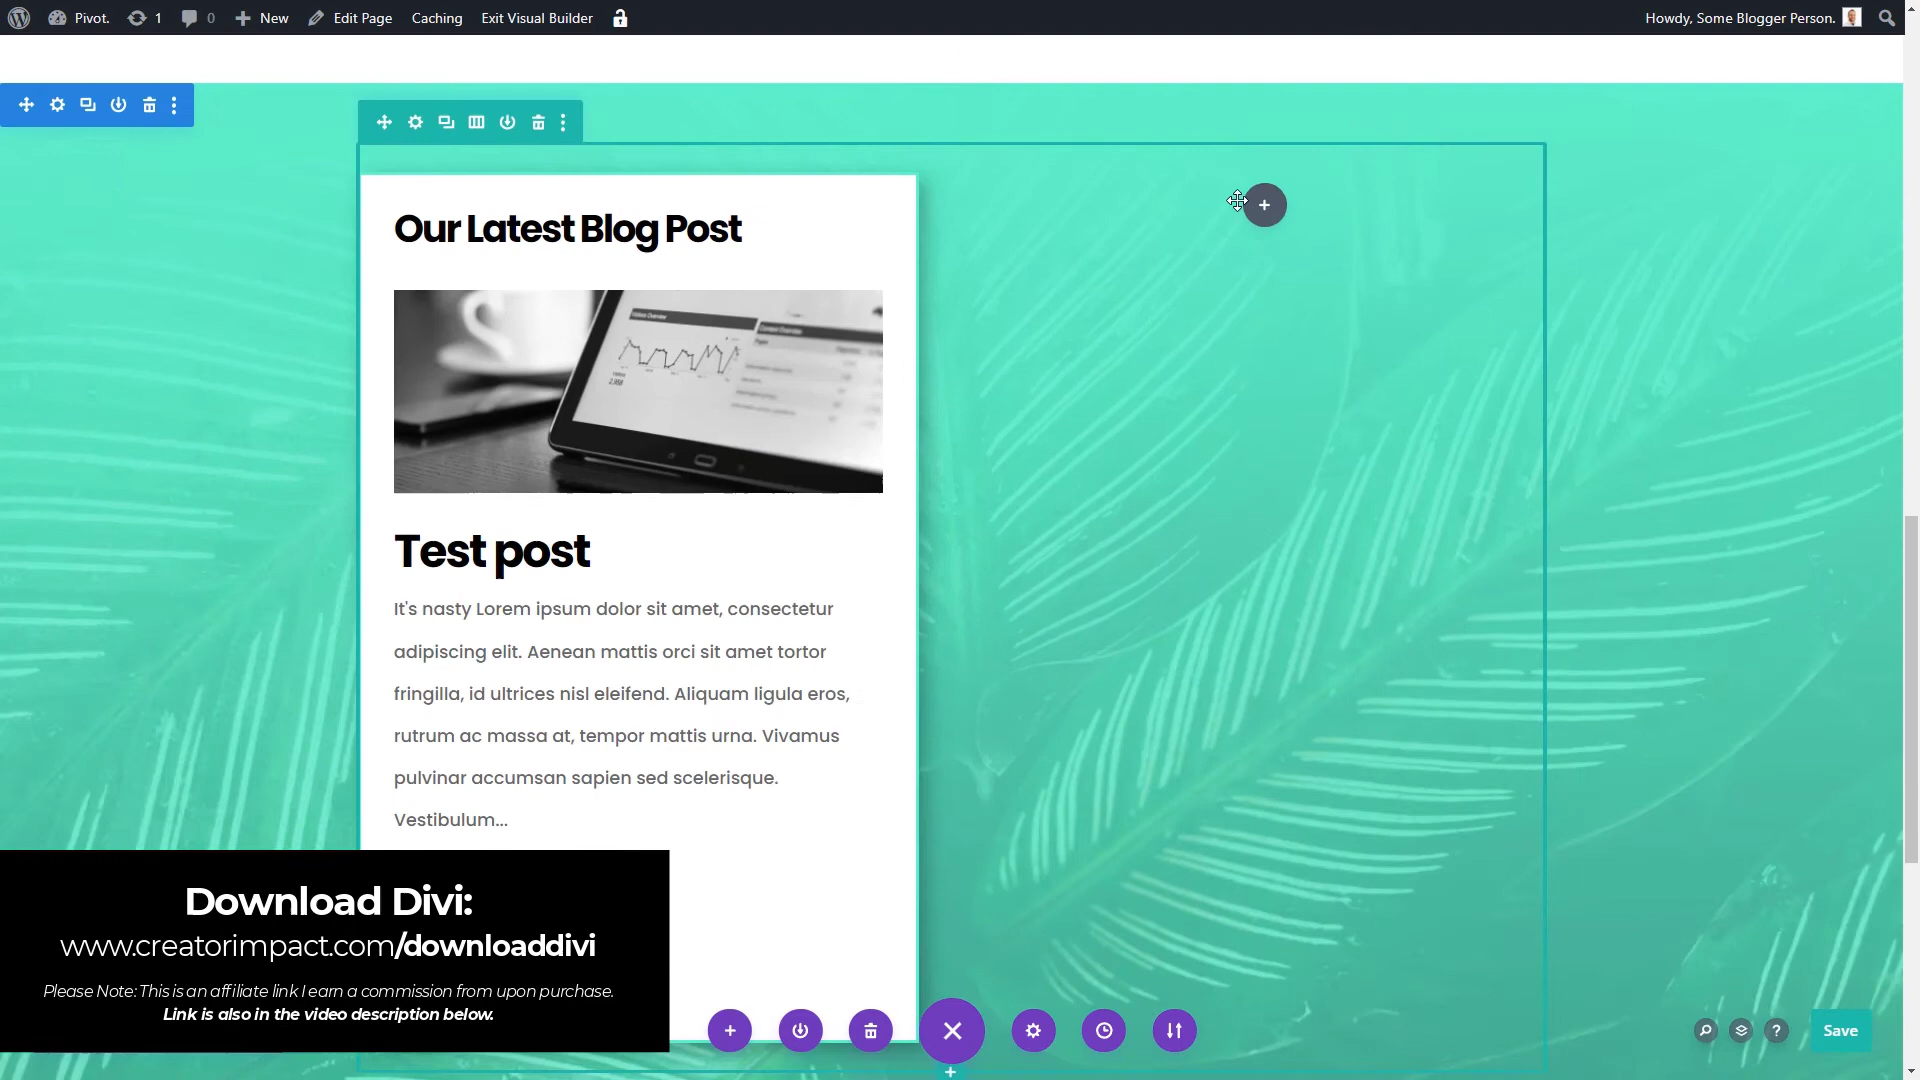 Pivot. 1 0 New Edit Page Caching Exit Visual Builder Howdy, Some Blogger Person.
Our Latest Blog Post
Test post
It's nasty Lorem ipsum dolor sit amet, consectetur
adipiscing elit. Aenean mattis orci sit amet tortor
fringilla, id ultrices nisl eleifend. Aliquam ligula eros,
rutrum ac massa at, tempor mattis urna. Vivamus
pulvinar accumsan sapien sed scelerisque.
Vestibulum...
Download Divi:
www.creatorimpact.com/downloaddivi
Please Note: This is an affiliate link I earn a commission from upon purchase.
Link is also in the video description below.
Save